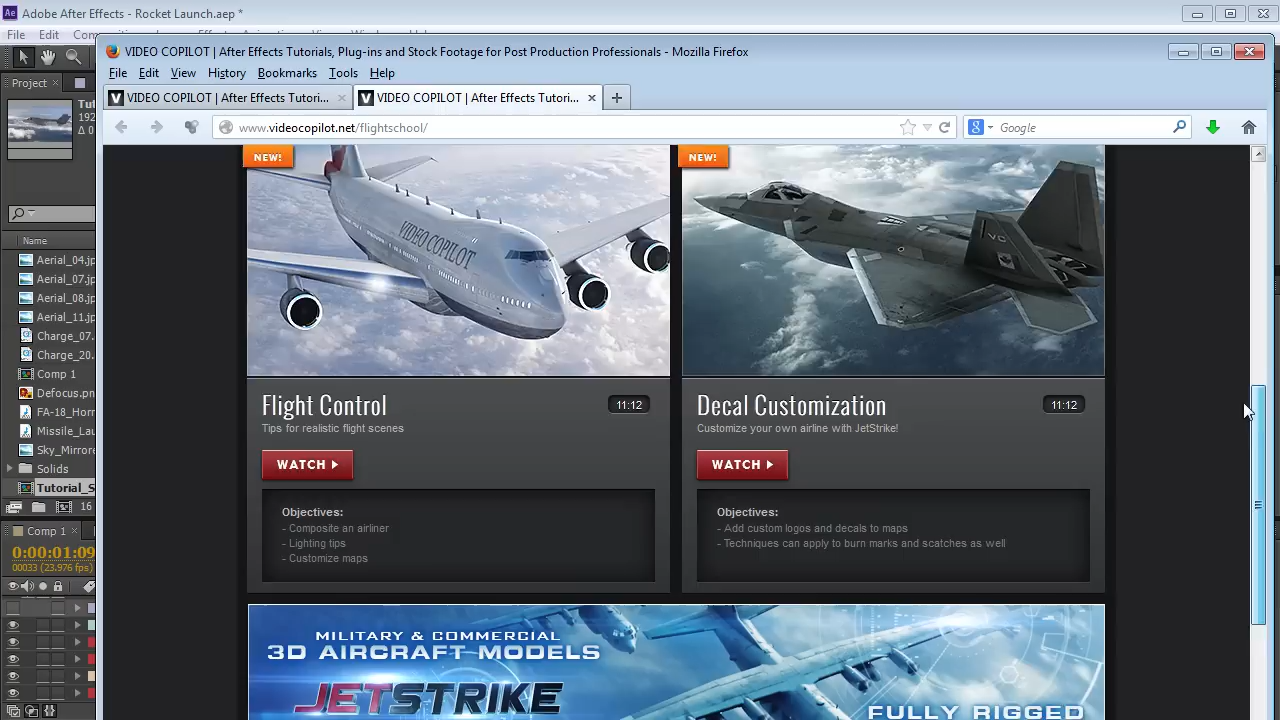 Adobe After Effects - Rocket Launch.aep *
File
Edit
VIDEO COPILOT | After Effects Tutorials, Plug-ins and Stock Footage for Post Production Professionals - Mozilla Firefox
File Edit View History Bookmarks Tools Help
Project
VIDEO COPILOT | After Effects Tutori...
VIDEO COPILOT | After Effects Tutori...
www.videocopilot.net/flightschool/
Google
NEW!
NEW!
VIDEO COPILOT
VC
Name
Aerial_04.jp
Aerial_07.jp
Aerial_08.jp
Aerial_11.jp
Charge_07.
Charge_20.
Comp 1
Defocus.pn
FA-18_Horn
Missile_Lau
Sky_Mirrore
Solids
Tutorial_S
16
Comp 1
0:00:01:09
00033 (23.976 fps)
Flight Control
11:12
Tips for realistic flight scenes
WATCH
Objectives:
- Composite an airliner
- Lighting tips
- Customize maps
Decal Customization
11:12
Customize your own airline with JetStrike!
WATCH
Objectives:
- Add custom logos and decals to maps
- Techniques can apply to burn marks and scatches as well
MILITARY & COMMERCIAL
3D AIRCRAFT MODELS
JETSTRIKE
FULLY RIGGED